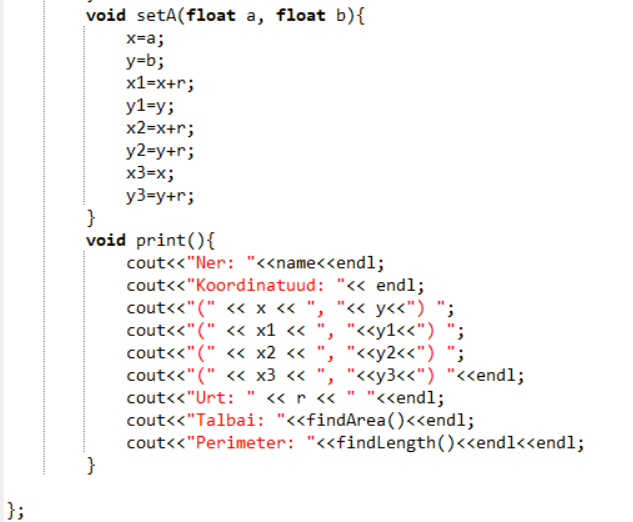 void setA(float a, float b){
x=a;
y=b;
x1=x+r;
y1=y;
x2=x+r;
y2=y+r;
x3=x;
y3=y+r;
}
void print(){
cout<<"Ner: "<<name<<endl;
cout<<"Koordinatuud: "<< endl;
cout<<"(" << x << ", "<< y<<") ";
cout<<"(" << x1 << ", "<<y1<<") ";
cout<<"(" << x2 << ", "<<y2<<") ";
cout<<"(" << x3 << ", "<<y3<<") "<<endl;
cout<<"Urt: " << r << " "<<endl;
cout<<"Talbai: "<<findArea()<<endl;
cout<<"Perimeter: "<<findLength()<<endl<<endl;
}
};